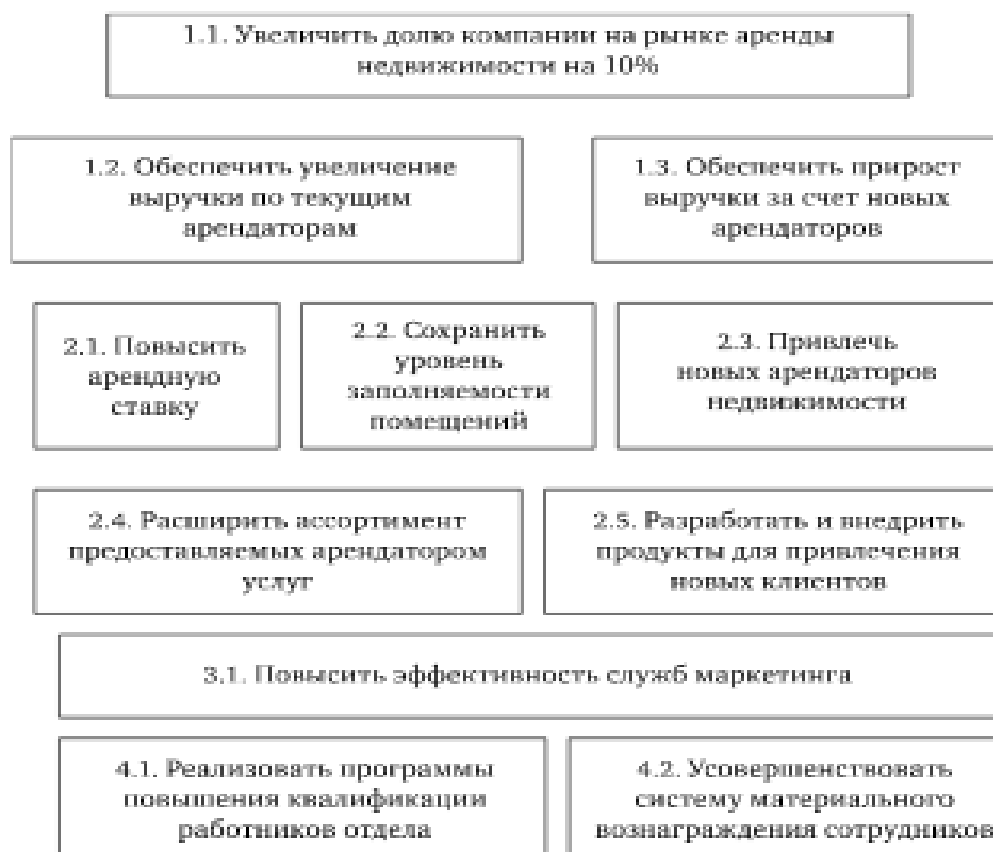 1.1. Увеличить долю компании на рынке аренды
недвижимости на 10%
1.2. Обеспечить увеличение
выручки по текущим
арендаторам
1.3. Обеспечить прирост
выручки за счет новых
арендаторов
2.1. Повысить
арендную
ставку
2.2. Сохранить
уровень
заполняемости
помещений
2.3. Привлечь
новых арендаторов
недвижимости
2.4. Расширить ассортимент
предоставляемых арендатором
услуг
2.5. Разработать и внедрить
продукты для привлечения
новых клиентов
3.1. Повысить эффективность служб маркетинга
4.1. Реализовать программы
повышения квалификации
работников отдела
4.2. Усовершенствовать
систему материального
вознаграждения сотрудников